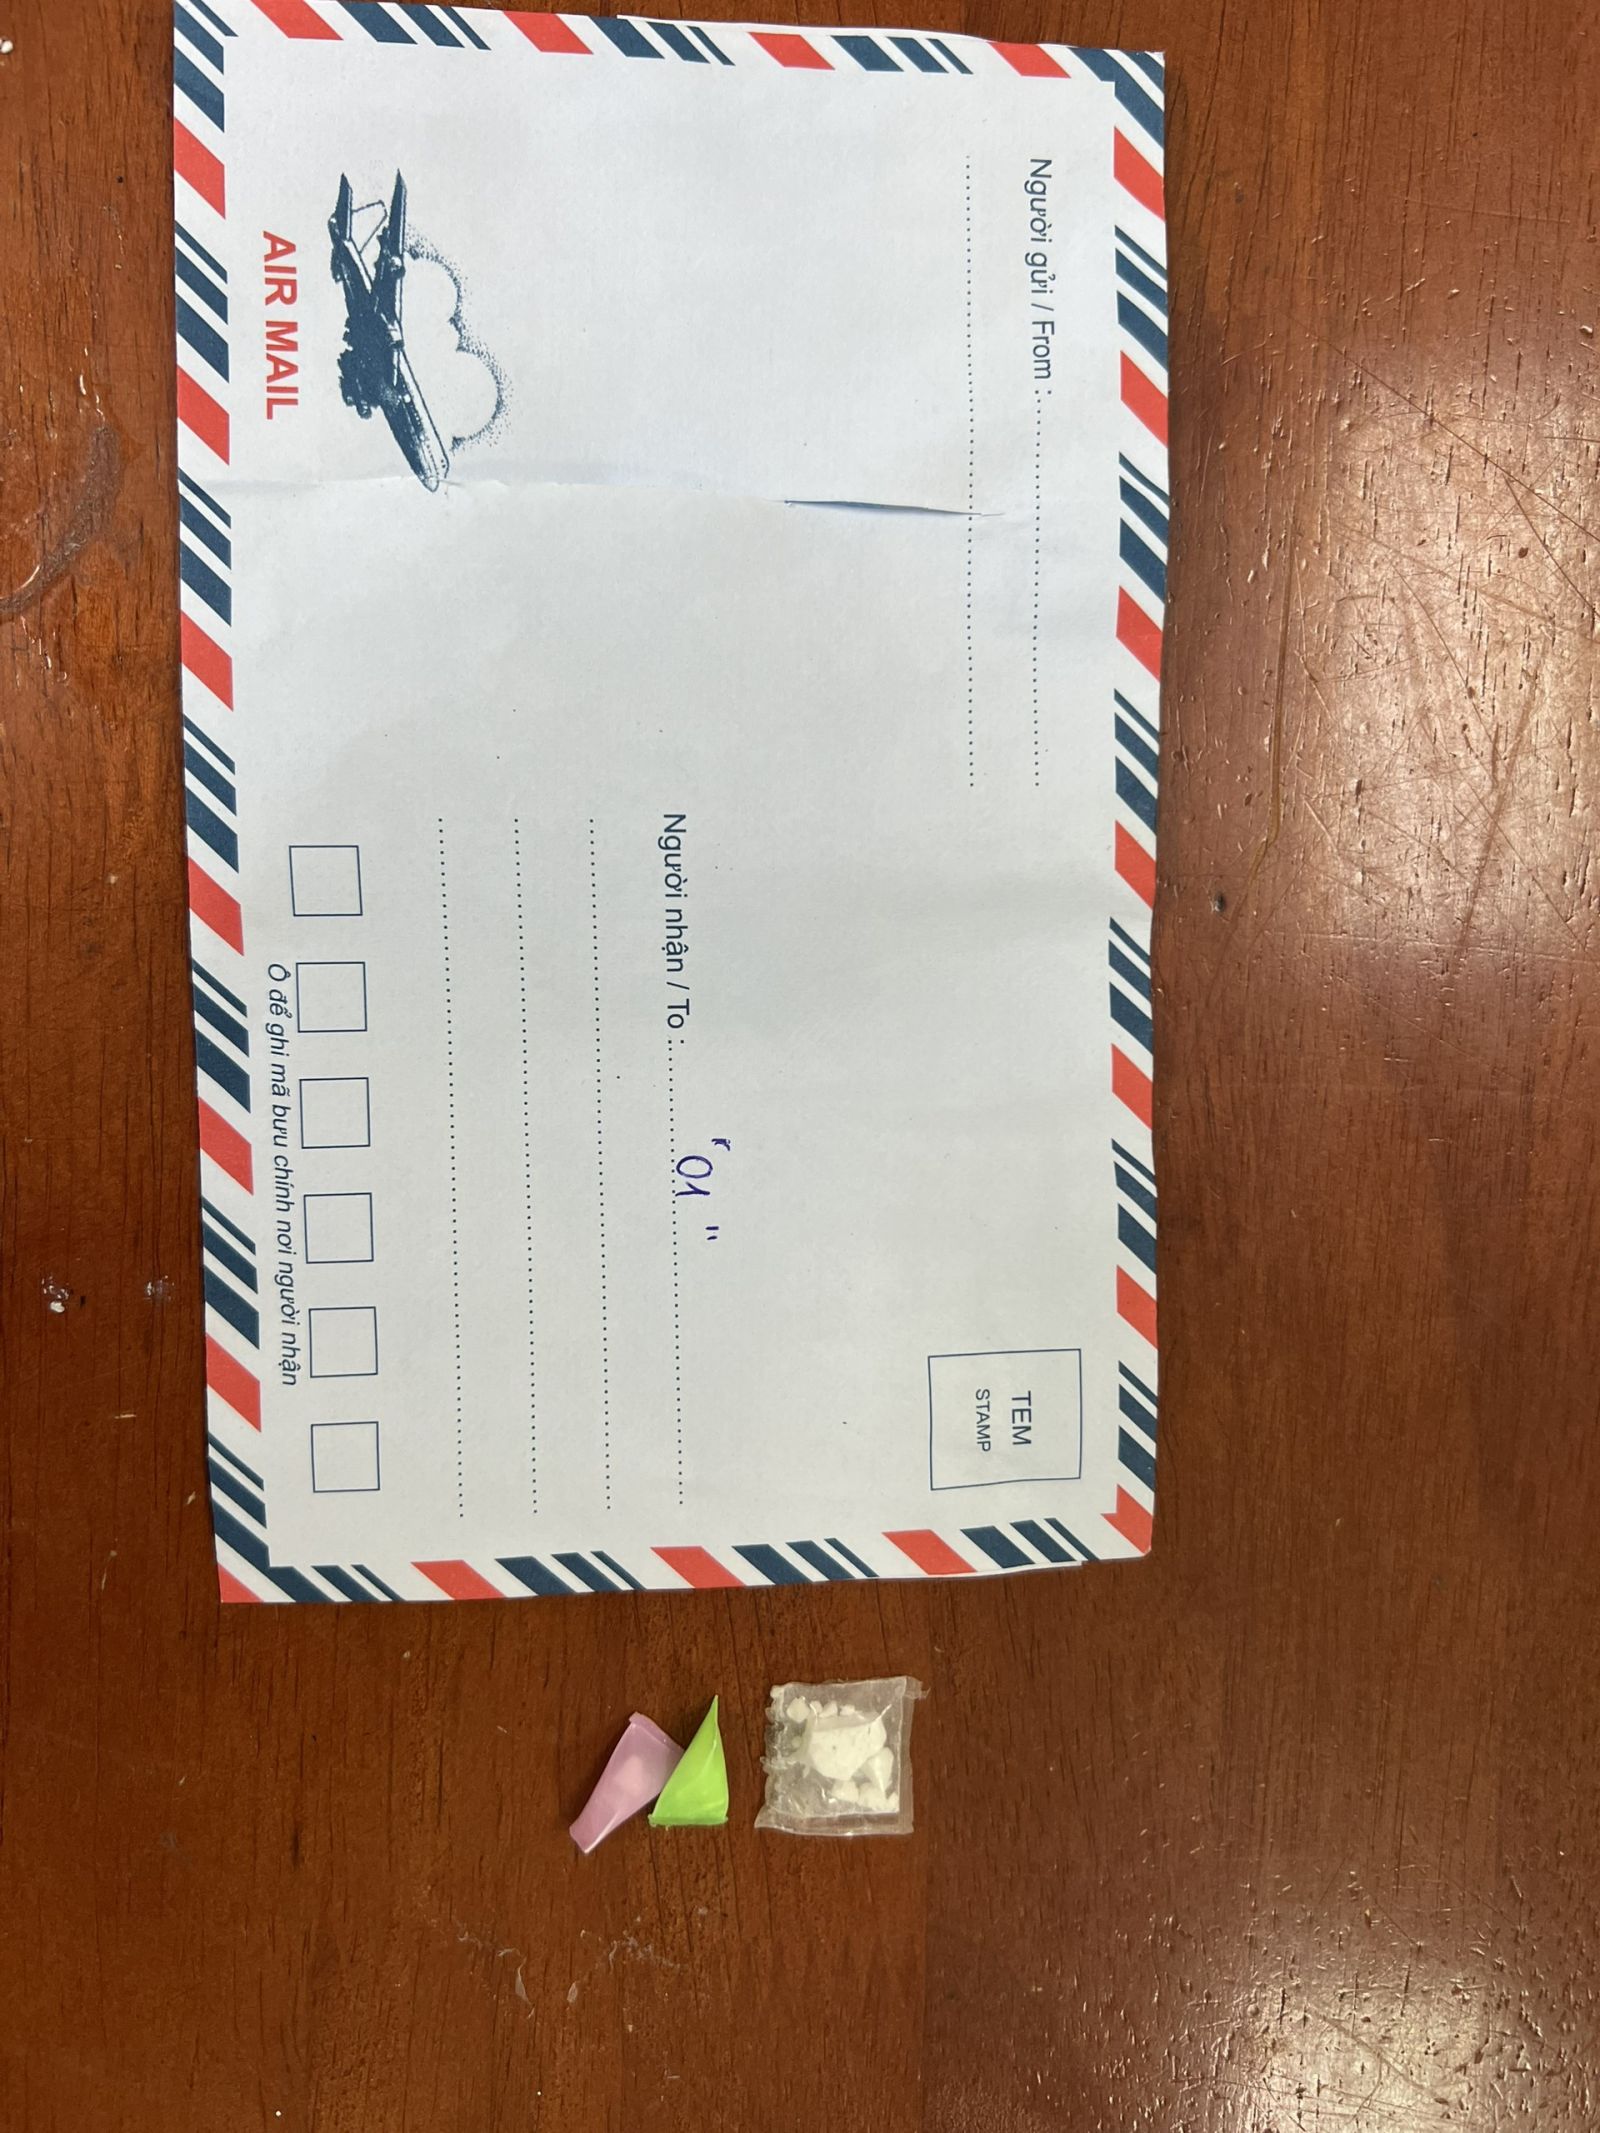 Người gửi / From :
TEM
STAMP
Người nhận / To : "01"
AIR MAIL
Ô để ghi mã bưu chính nơi người nhận